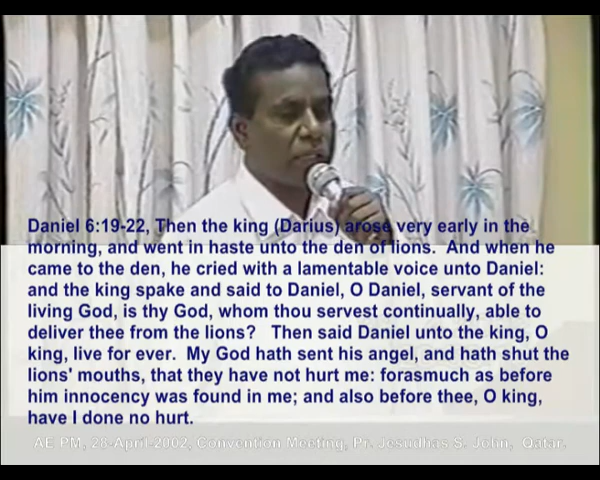 Daniel 6:19-22, Then the king (Darius) arose very early in the
morning, and went in haste unto the den of lions.  And when he
came to the den, he cried with a lamentable voice unto Daniel:
and the king spake and said to Daniel, O Daniel, servant of the
living God, is thy God, whom thou servest continually, able to
deliver thee from the lions?   Then said Daniel unto the king, O
king, live for ever.  My God hath sent his angel, and hath shut the
lions' mouths, that they have not hurt me: forasmuch as before
him innocency was found in me; and also before thee, O king,
have I done no hurt.
AE PM, 28-April-2002, Convention Meeting, Pr. Jesudhas S. John,  Qatar.